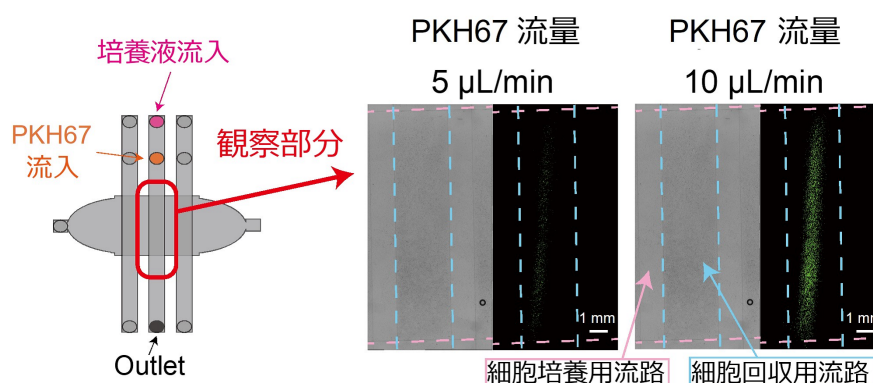 培養液流入
PKH67
流入
観察部分
Outlet
PKH67 流量
5 µL/min
PKH67 流量
10 µL/min
1 mm
1 mm
細胞培養用流路
細胞回収用流路